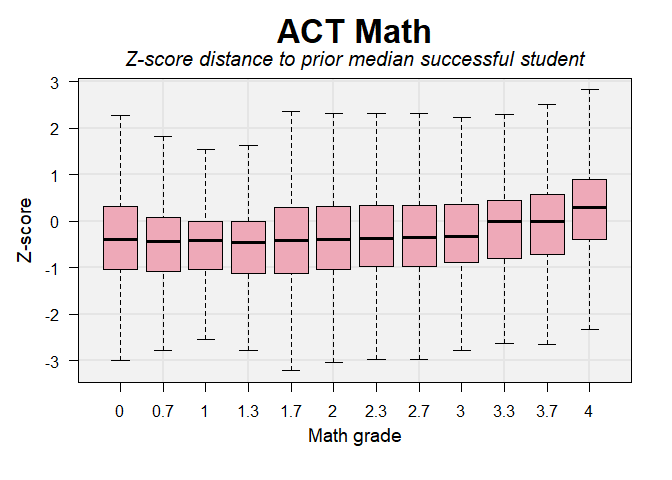 ACT Math
Z-score distance to prior median successful student
3
2
1
0
-1
-2
-3
Z-score
0 0.7 1 1.3 1.7 2 2.3 2.7 3 3.3 3.7 4
Math grade